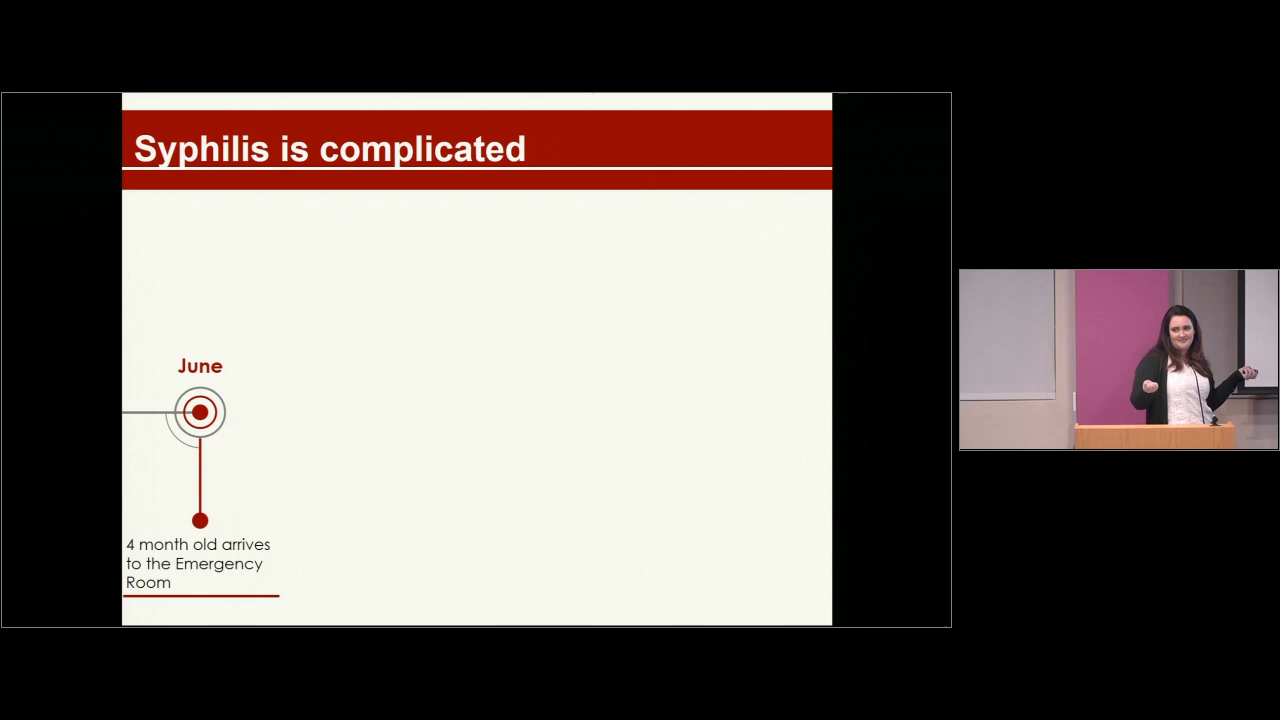 Syphilis is complicated
June
4 month old arrives
to the Emergency
Room